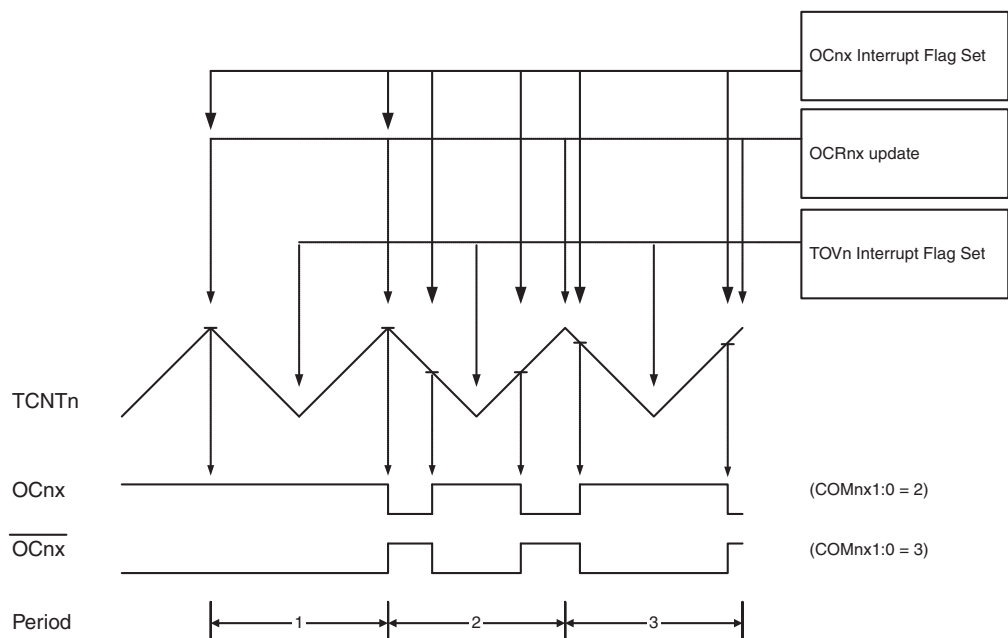 OCnx Interrupt Flag Set
OCRnx update
TOVn Interrupt Flag Set
TCNTn
OCnx
(COMnx1:0 = 2)
OCnx
(COMnx1:0 = 3)
Period
1
2
3